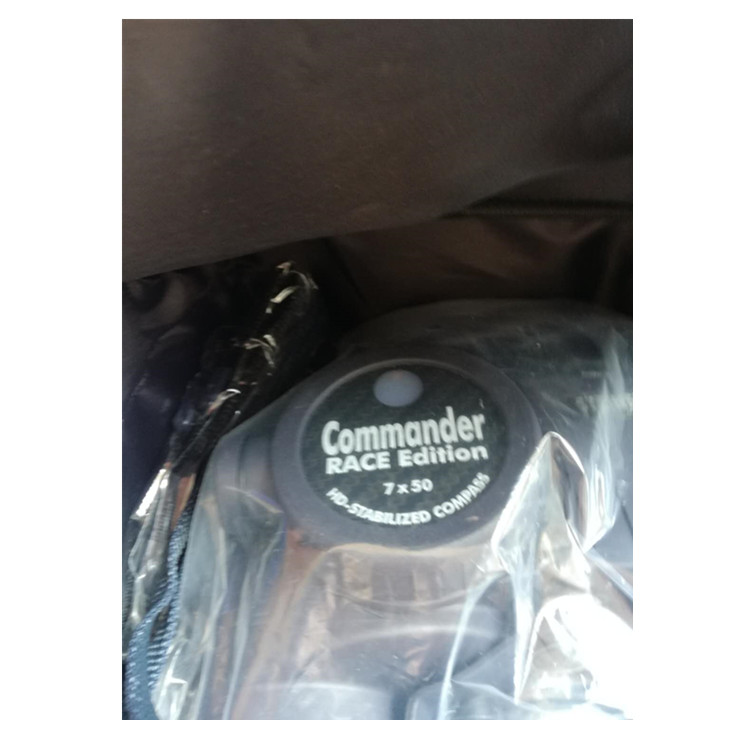 Commander
RACE Edition
7 x 50
HD-STABILIZED COMPASS